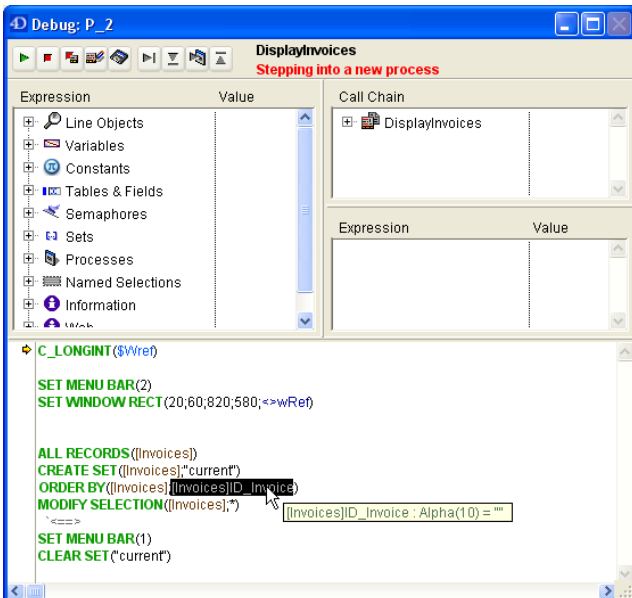 4D Debug: P_2
DisplayInvoices
Stepping into a new process
Expression Value
Line Objects
Variables
Constants
Tables & Fields
Semaphores
Sets
Processes
Named Selections
Information
Web
Call Chain
DisplayInvoices
Expression Value
C_LONGINT($Wref)
SET MENU BAR(2)
SET WINDOW RECT(20;60;820;580;<>wRef)
ALL RECORDS([Invoices])
CREATE SET([Invoices];"current")
ORDER BY([Invoices];[Invoices]ID_Invoice)
MODIFY SELECTION([Invoices];*)
[Invoices]ID_Invoice : Alpha(10) = ""
`<==>
SET MENU BAR(1)
CLEAR SET("current")